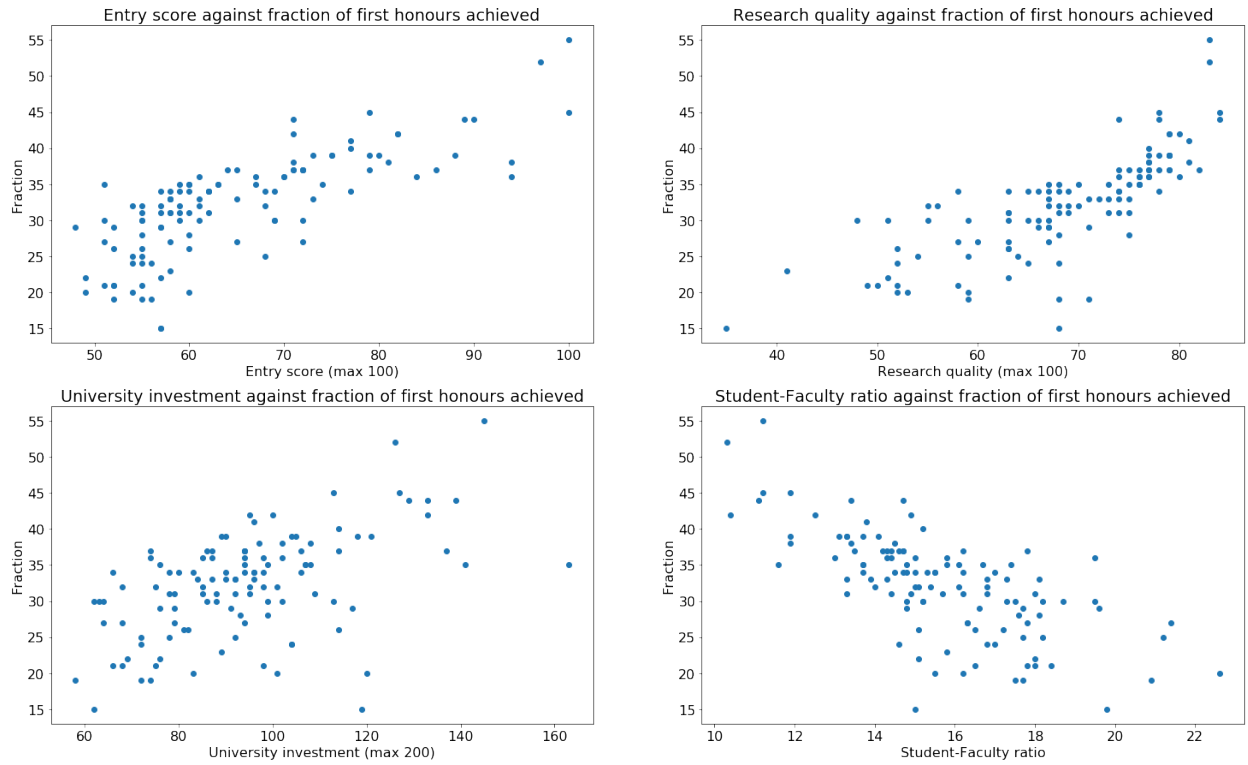 Entry score against fraction of first honours achieved
55
50
45
40
35
30
25
20
15
Fraction
50 60 70 80 90 100
Entry score (max 100)
Research quality against fraction of first honours achieved
55
50
45
40
35
30
25
20
15
Fraction
40 50 60 70 80
Research quality (max 100)
University investment against fraction of first honours achieved
55
50
45
40
35
30
25
20
15
Fraction
60 80 100 120 140 160
University investment (max 200)
Student-Faculty ratio against fraction of first honours achieved
55
50
45
40
35
30
25
20
15
Fraction
10 12 14 16 18 20 22
Student-Faculty ratio